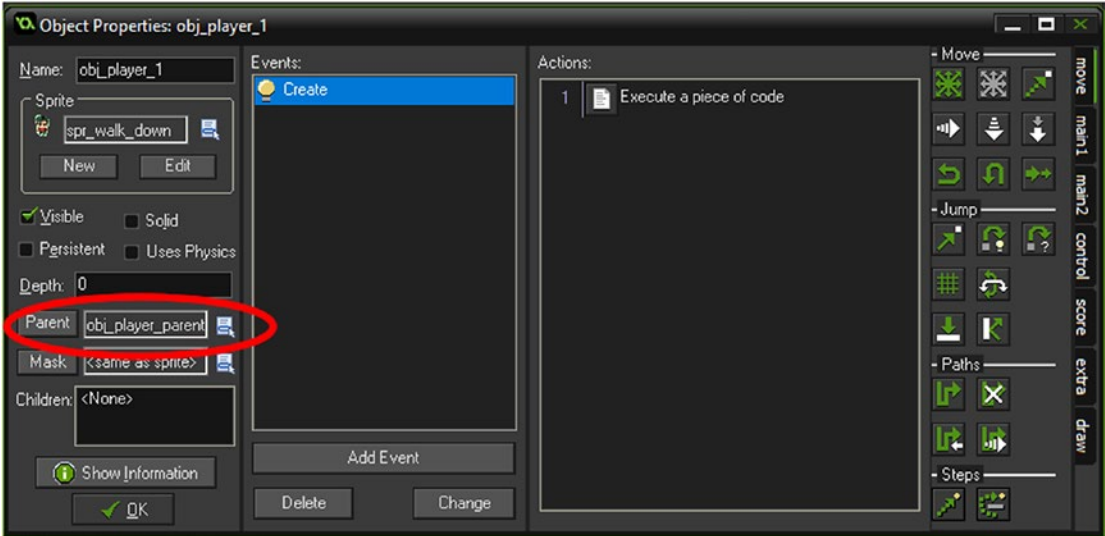 Object Properties: obj_player_1
Name: obj_player_1
Sprite
spr_walk_down
New Edit
Visible Solid
Persistent Uses Physics
Depth: 0
Parent obj_player_parent
Mask <same as sprite>
Children: <None>
Show Information
OK
Events:
Create
Add Event
Delete Change
Actions:
1 Execute a piece of code
Move
Jump
Paths
Steps
move
main1
main2
control
score
extra
draw